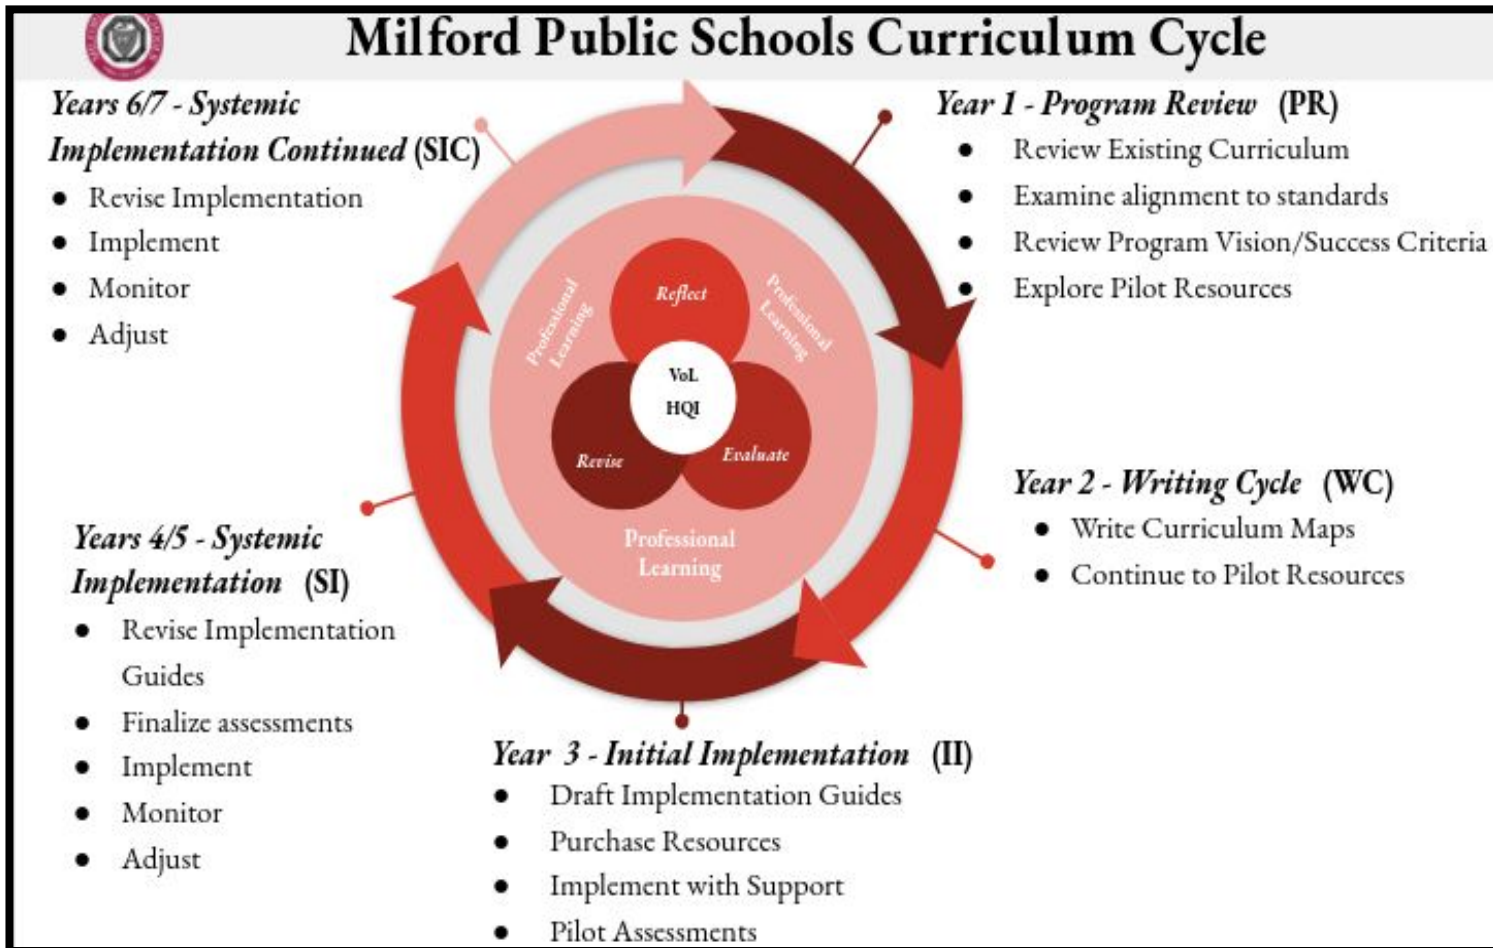 Milford Public Schools Curriculum Cycle
Years 6/7 - Systemic
Implementation Continued (SIC)
● Revise Implementation
● Implement
● Monitor
● Adjust
Year 1 - Program Review (PR)
● Review Existing Curriculum
● Examine alignment to standards
● Review Program Vision/Success Criteria
● Explore Pilot Resources
Professional
Learning
Reflect
Professional
Learning
VoL
HQI
Revise
Evaluate
Professional
Learning
Year 2 - Writing Cycle (WC)
● Write Curriculum Maps
● Continue to Pilot Resources
Years 4/5 - Systemic
Implementation (SI)
● Revise Implementation
Guides
● Finalize assessments
● Implement
● Monitor
● Adjust
Year 3 - Initial Implementation (II)
● Draft Implementation Guides
● Purchase Resources
● Implement with Support
● Pilot Assessments